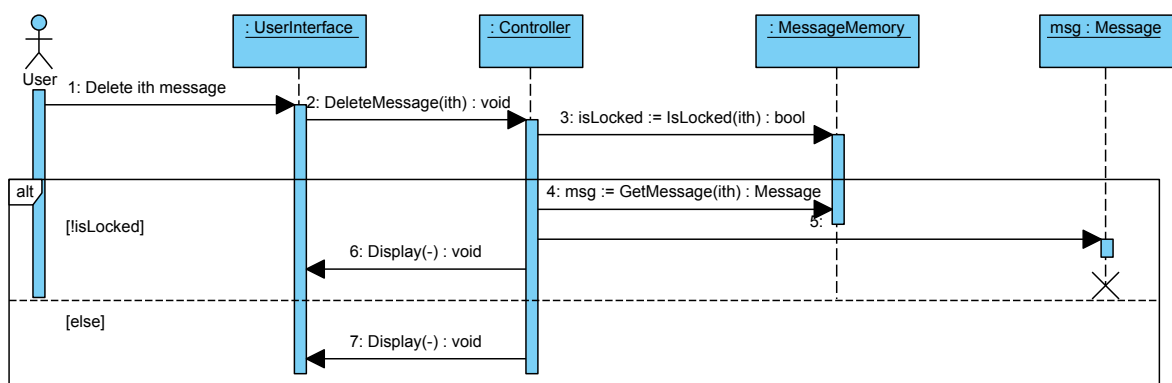 : UserInterface
: Controller
: MessageMemory
msg : Message
User
1: Delete ith message
2: DeleteMessage(ith) : void
3: isLocked := IsLocked(ith) : bool
alt
4: msg := GetMessage(ith) : Message
[!isLocked]
5:
6: Display(-) : void
[else]
7: Display(-) : void